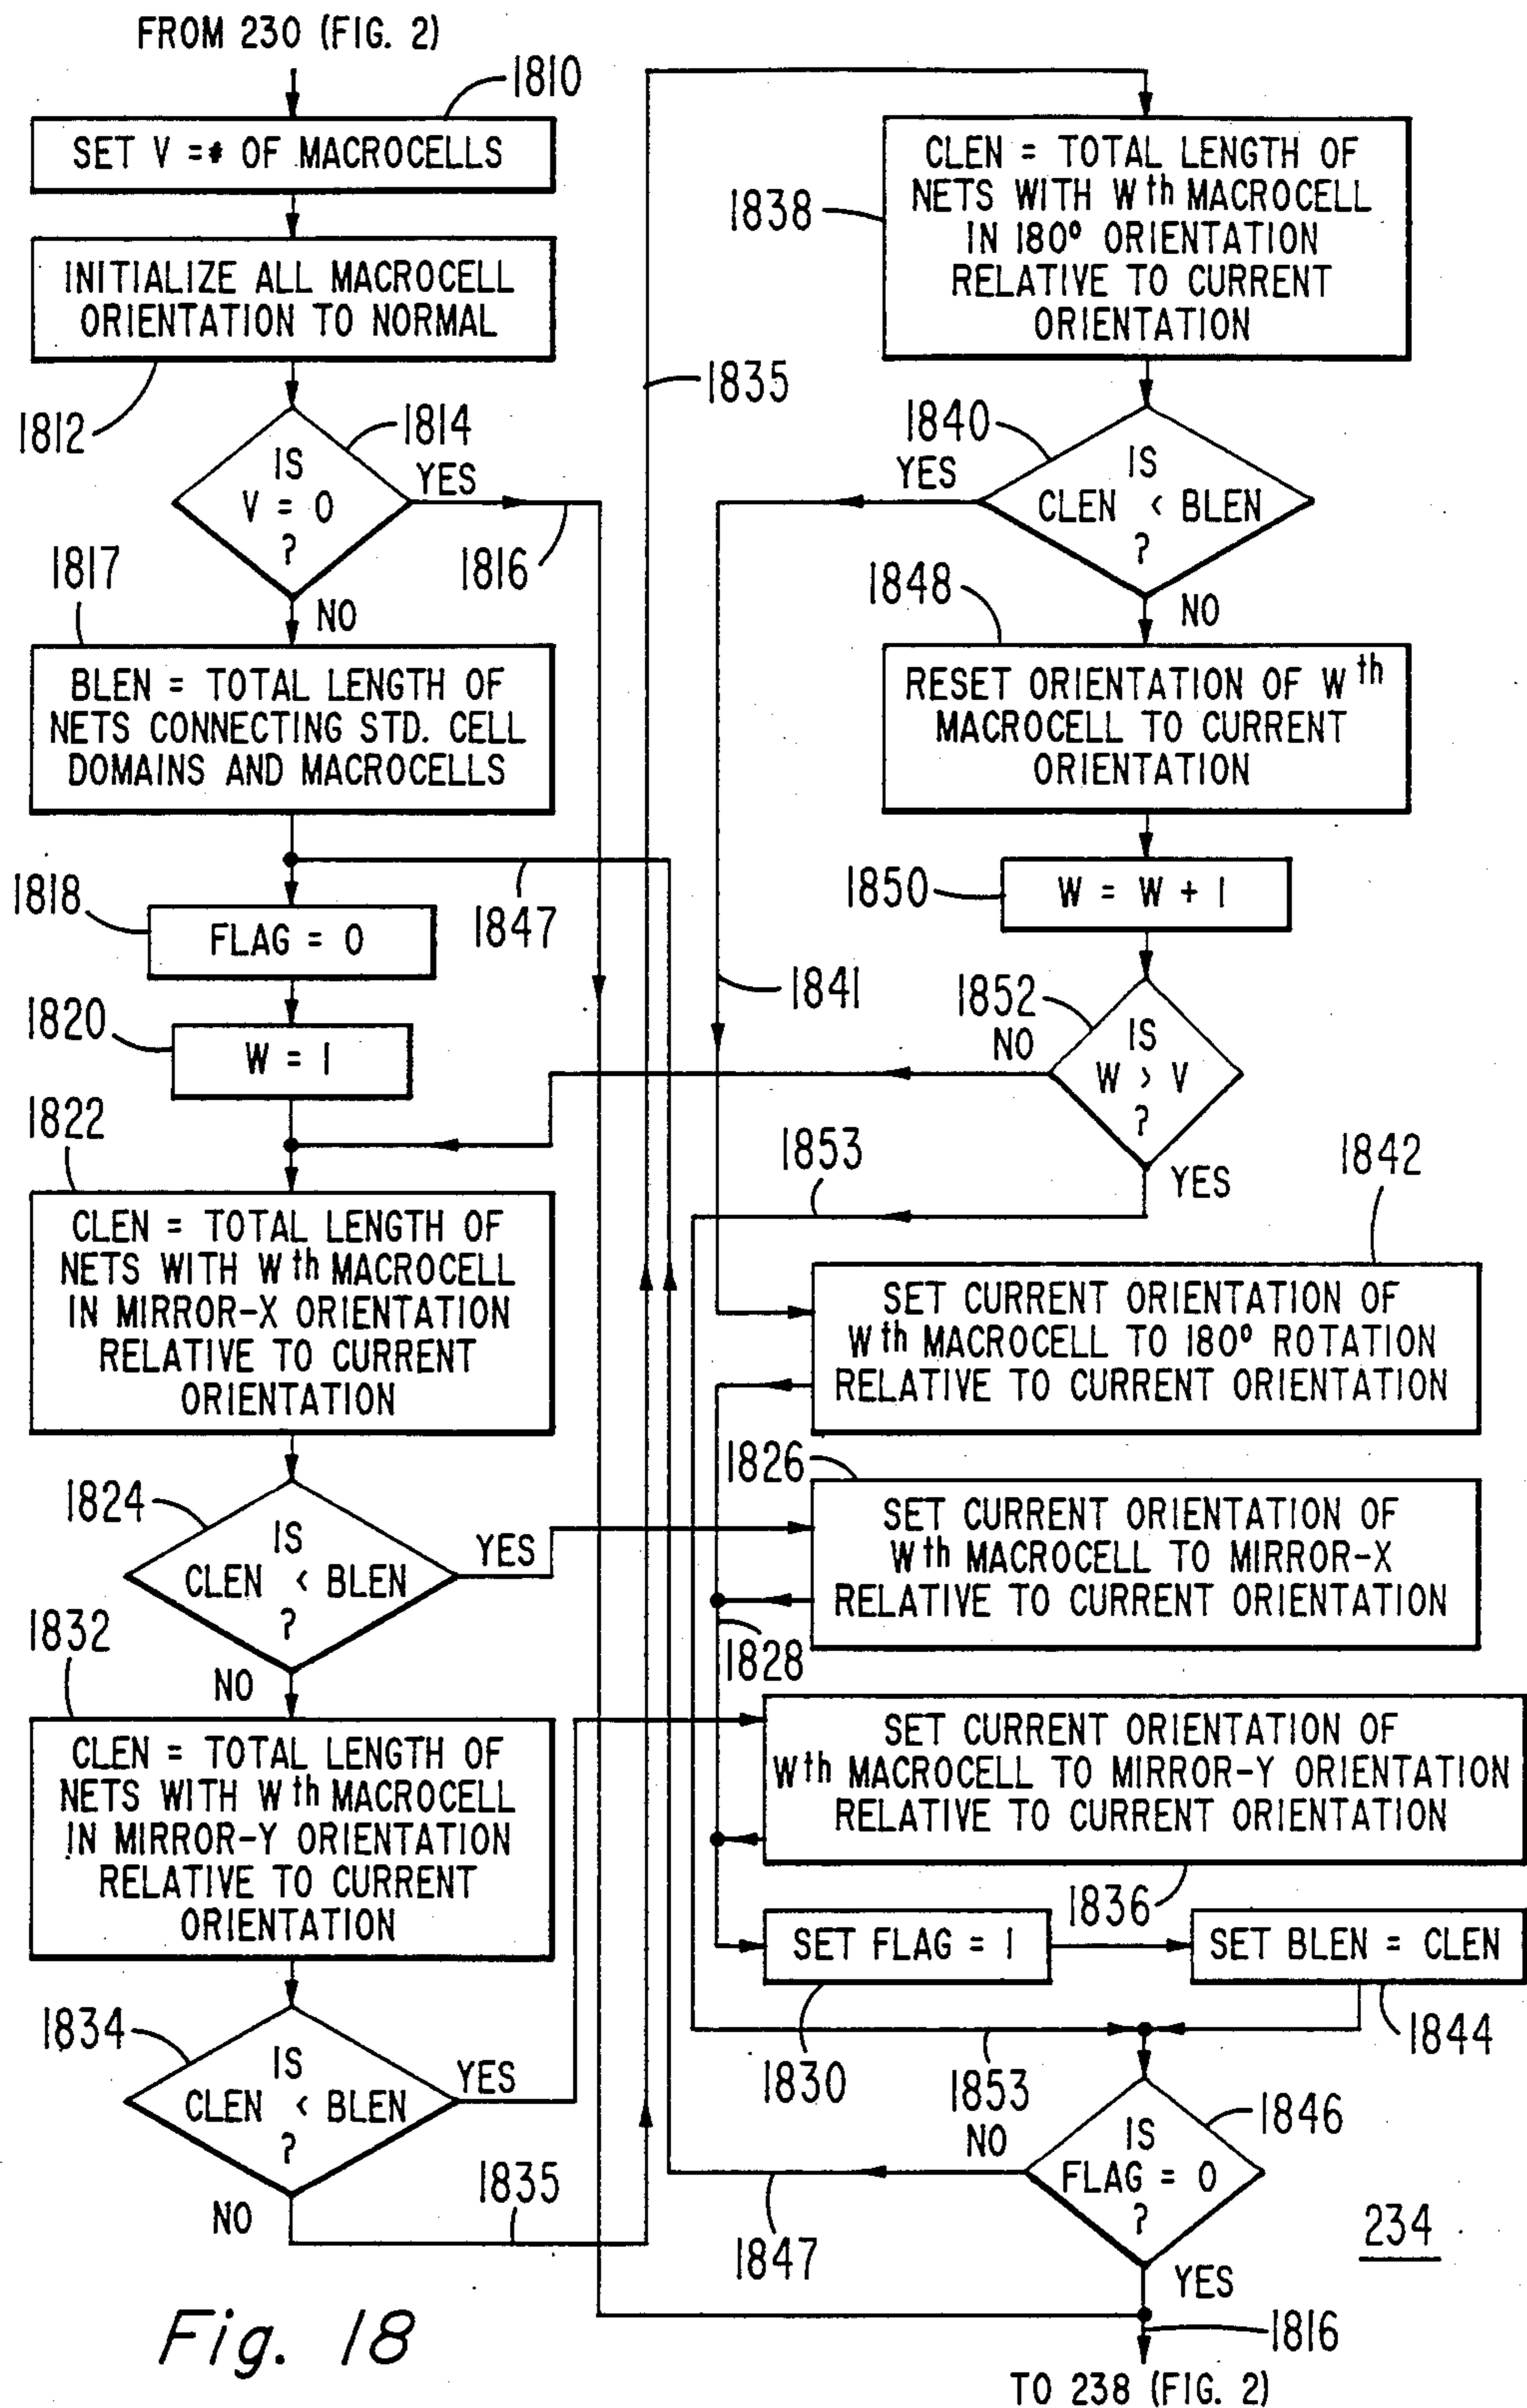 FROM 230 (FIG. 2)
1810
SET V = # OF MACROCELLS
INITIALIZE ALL MACROCELL
ORIENTATION TO NORMAL
1812
1814
IS
V = 0
?
YES
1816
NO
1817
BLEN = TOTAL LENGTH OF
NETS CONNECTING STD. CELL
DOMAINS AND MACROCELLS
1847
1818
FLAG = 0
1820
W = 1
1822
CLEN = TOTAL LENGTH OF
NETS WITH Wth MACROCELL
IN MIRROR-X ORIENTATION
RELATIVE TO CURRENT
ORIENTATION
1824
IS
CLEN < BLEN
?
YES
NO
1832
CLEN = TOTAL LENGTH OF
NETS WITH Wth MACROCELL
IN MIRROR-Y ORIENTATION
RELATIVE TO CURRENT
ORIENTATION
1834
IS
CLEN < BLEN
?
YES
NO
1835
1835
1838
CLEN = TOTAL LENGTH OF
NETS WITH Wth MACROCELL
IN 180° ORIENTATION
RELATIVE TO CURRENT
ORIENTATION
1840
IS
CLEN < BLEN
?
YES
NO
1841
1848
RESET ORIENTATION OF Wth
MACROCELL TO CURRENT
ORIENTATION
1850
W = W + 1
1852
IS
W > V
?
NO
YES
1853
1842
SET CURRENT ORIENTATION OF
Wth MACROCELL TO 180° ROTATION
RELATIVE TO CURRENT ORIENTATION
1826
SET CURRENT ORIENTATION OF
Wth MACROCELL TO MIRROR-X
RELATIVE TO CURRENT ORIENTATION
1828
SET CURRENT ORIENTATION OF
Wth MACROCELL TO MIRROR-Y ORIENTATION
RELATIVE TO CURRENT ORIENTATION
1836
SET FLAG = 1
1830
SET BLEN = CLEN
1844
1853
1846
IS
FLAG = 0
?
NO
1847
YES
1816
234
TO 238 (FIG. 2)
Fig. 18